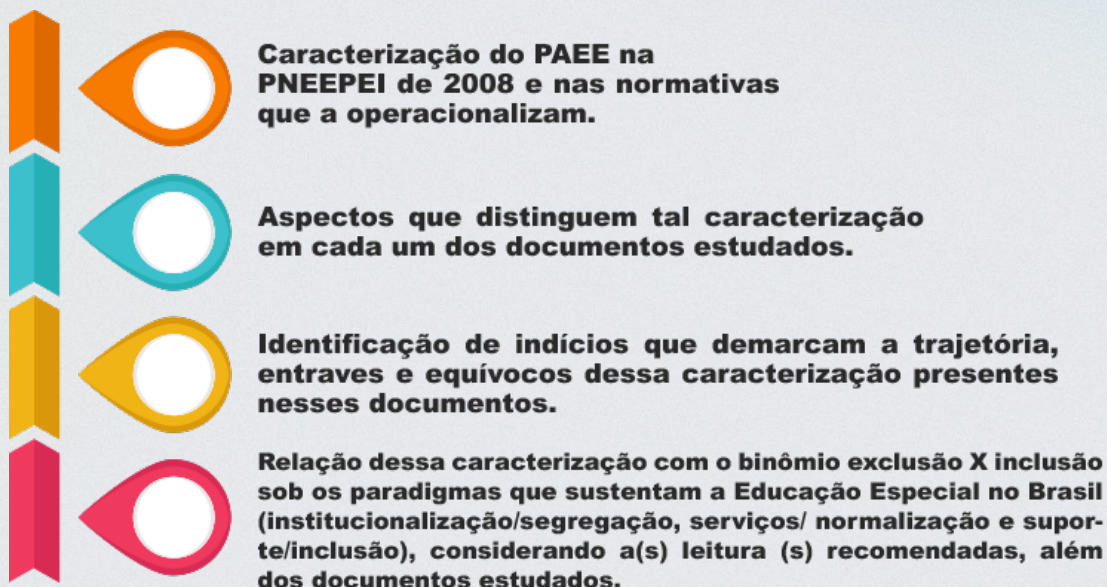 Caracterização do PAEE na
PNEEPEI de 2008 e nas normativas
que a operacionalizam.
Aspectos que distinguem tal caracterização
em cada um dos documentos estudados.
Identificação de indícios que demarcam a trajetória,
entraves e equívocos dessa caracterização presentes
nesses documentos.
Relação dessa caracterização com o binômio exclusão X inclusão
sob os paradigmas que sustentam a Educação Especial no Brasil
(institucionalização/segregação, serviços/ normalização e supor-
te/inclusão), considerando a(s) leitura (s) recomendadas, além
dos documentos estudados.